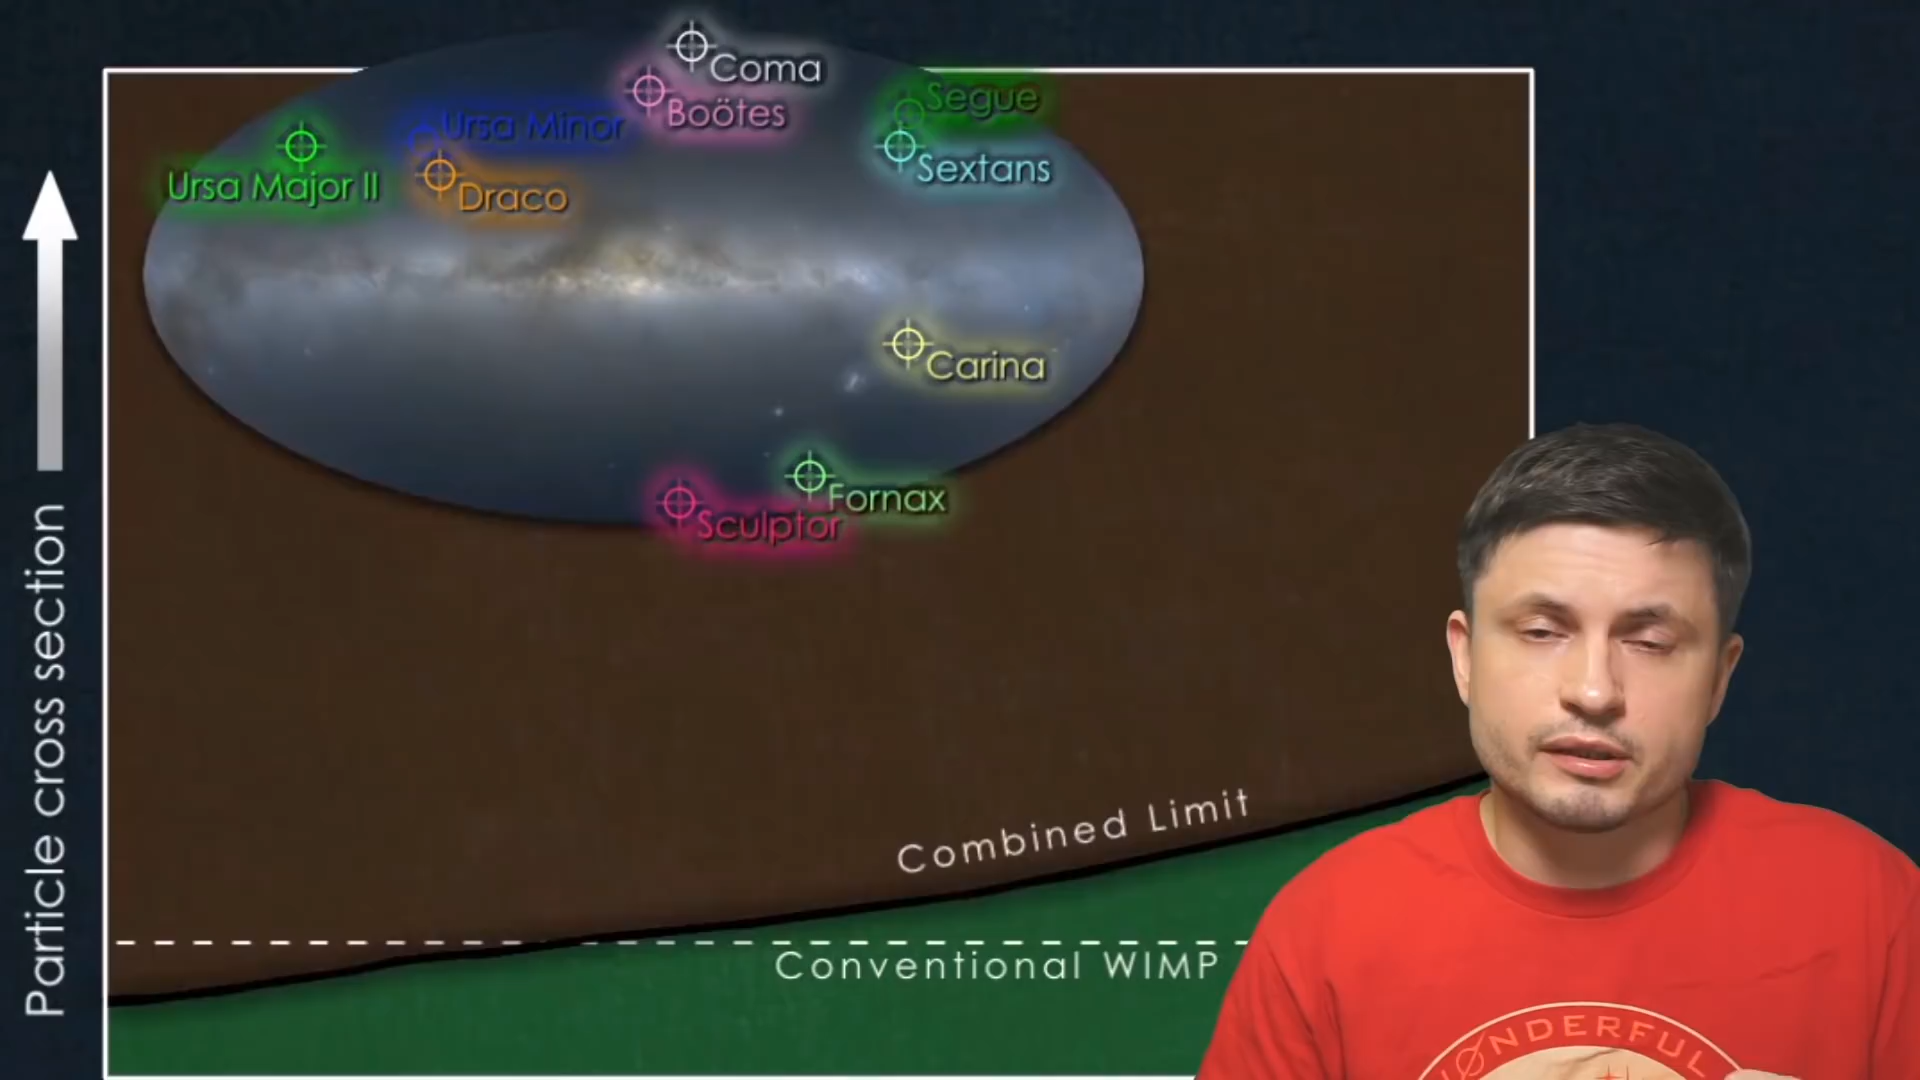 Coma
Boötes
Segue
Ursa Minor
Sextans
Ursa Major II
Draco
Carina
Fornax
Sculptor
Particle cross section
Combined Limit
Conventional WIMP
WØNDERFUL